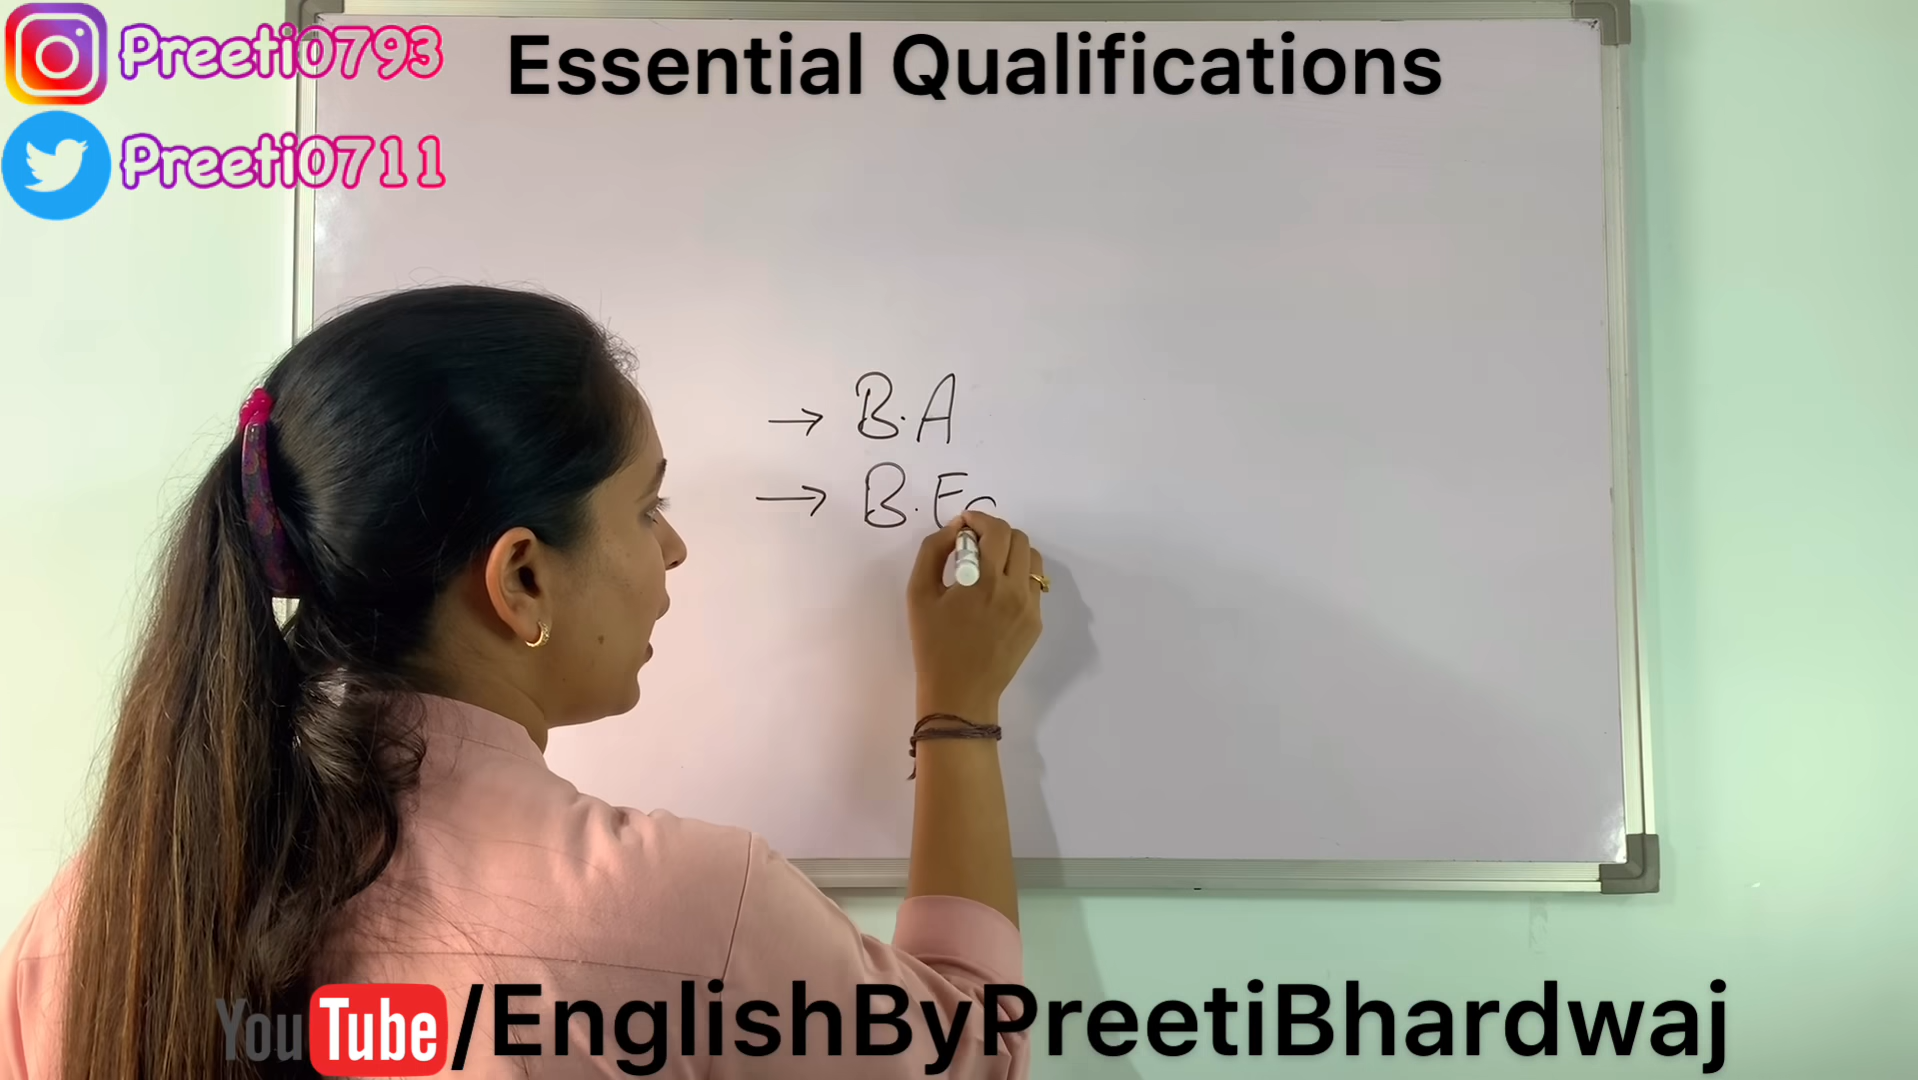 Preeti0793
Essential Qualifications
Preeti0711
→ B.A
→ B.E
YouTube/EnglishByPreetiBhardwaj